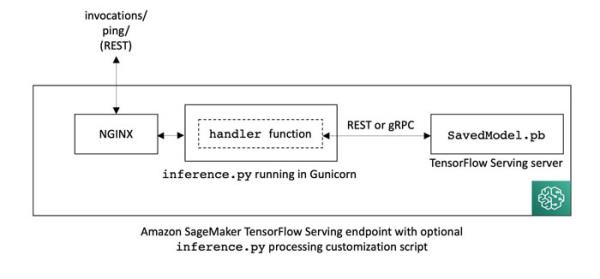 invocations/
ping/
(REST)
NGINX
handler function
REST or gRPC
SavedModel.pb
inference.py running in Gunicorn
TensorFlow Serving server
Amazon SageMaker TensorFlow Serving endpoint with optional
inference.py processing customization script